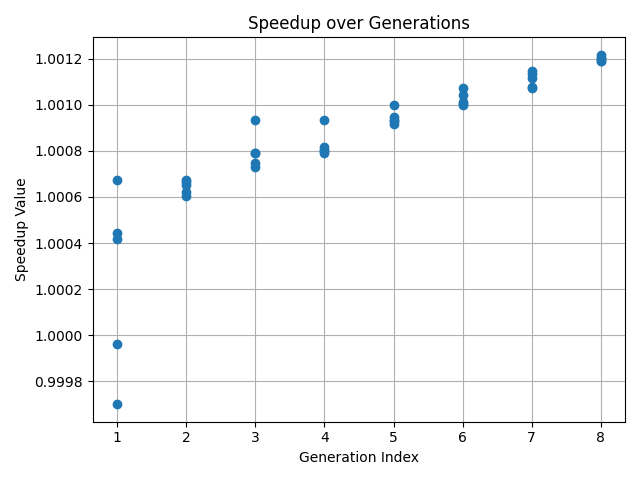 Speedup over Generations
1.0012
1.0010
1.0008
1.0006
1.0004
1.0002
1.0000
0.9998
Speedup Value
1 2 3 4 5 6 7 8
Generation Index